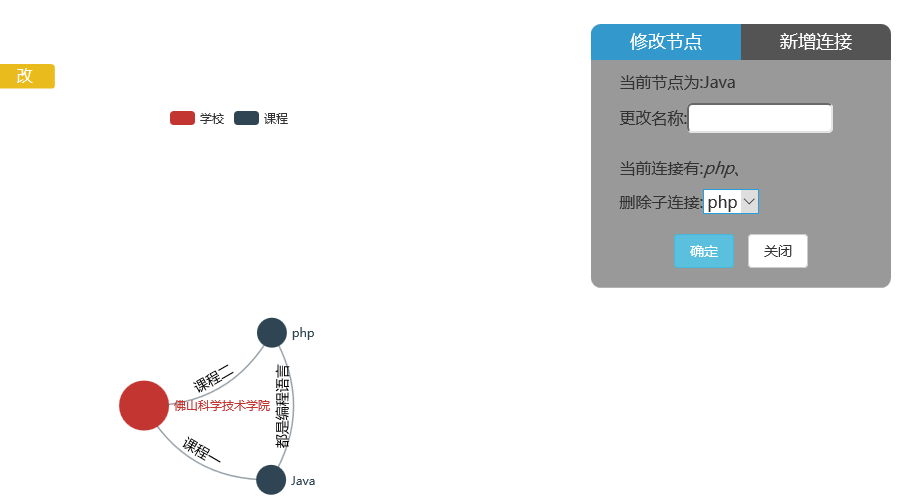 修改节点 新增连接
改
当前节点为:Java
更改名称:
学校 课程
当前连接有:php、
删除子连接: php
确定 关闭
php
课程二
都是编程语言
佛山科学技术学院
课程一
Java